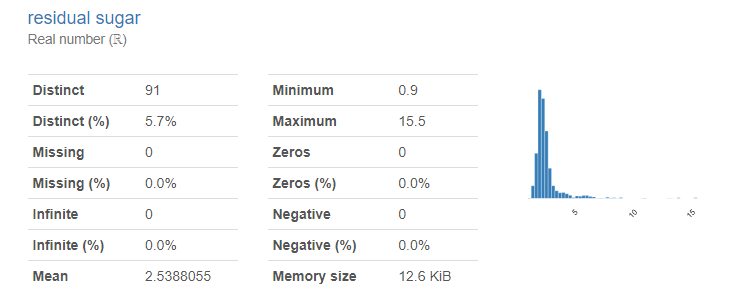 residual sugar
Real number (ℝ)
Distinct 91
Distinct (%) 5.7%
Missing 0
Missing (%) 0.0%
Infinite 0
Infinite (%) 0.0%
Mean 2.5388055
Minimum 0.9
Maximum 15.5
Zeros 0
Zeros (%) 0.0%
Negative 0
Negative (%) 0.0%
Memory size 12.6 KiB
5 10 15